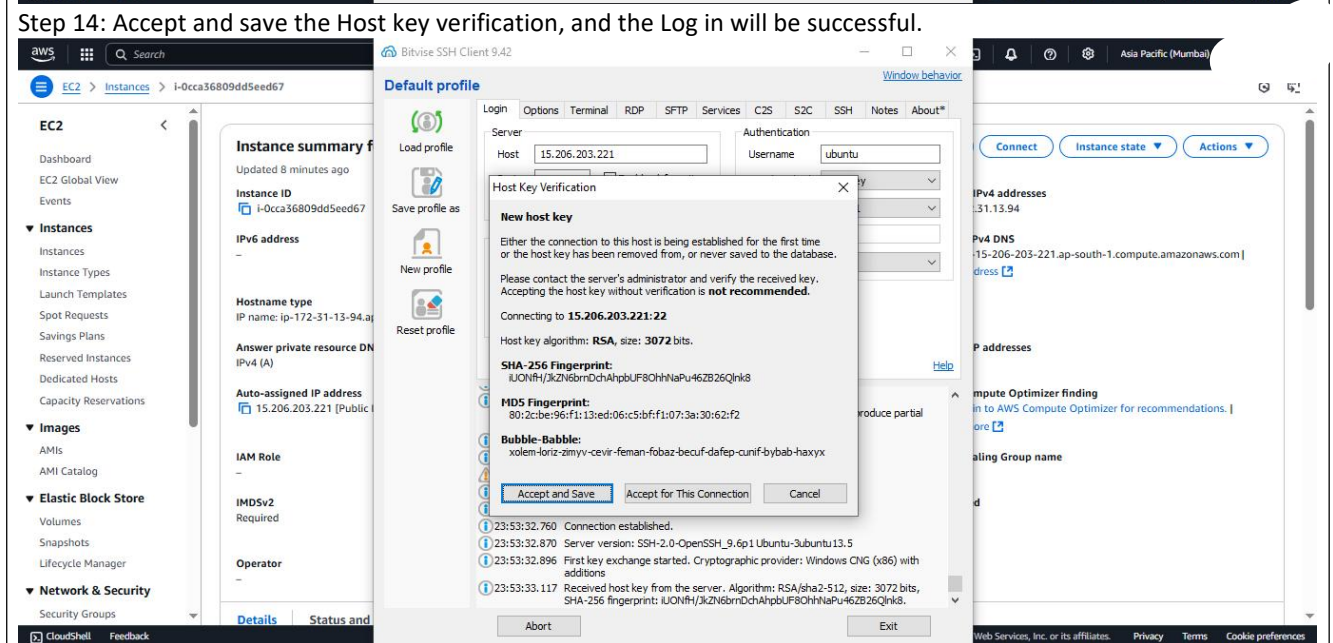 Step 14: Accept and save the Host key verification, and the Log in will be successful.
aws
Search
Asia Pacific (Mumbai)
EC2 > Instances > i-0cca36809dd5eed67
EC2
Dashboard
EC2 Global View
Events
Instances
Instances
Instance Types
Launch Templates
Spot Requests
Savings Plans
Reserved Instances
Dedicated Hosts
Capacity Reservations
Images
AMIs
AMI Catalog
Elastic Block Store
Volumes
Snapshots
Lifecycle Manager
Network & Security
Security Groups
CloudShell Feedback
Instance summary f
Updated 8 minutes ago
Instance ID
i-0cca36809dd5eed67
IPv6 address
–
Hostname type
IP name: ip-172-31-13-94.ap
Answer private resource DN
IPv4 (A)
Auto-assigned IP address
15.206.203.221 [Public I
IAM Role
–
IMDSv2
Required
Operator
–
Details Status and
Bitvise SSH Client 9.42
Default profile
Window behavior
Load profile
Save profile as
New profile
Reset profile
Login Options Terminal RDP SFTP Services C2S S2C SSH Notes About*
Server
Host 15.206.203.221
Authentication
Username ubuntu
Host Key Verification
New host key
Either the connection to this host is being established for the first time
or the host key has been removed from, or never saved to the database.
Please contact the server's administrator and verify the received key.
Accepting the host key without verification is not recommended.
Connecting to 15.206.203.221:22
Host key algorithm: RSA, size: 3072 bits.
SHA-256 Fingerprint:
iUONfH/JkZN6brnDchAhpbUF8OhhNaPu46ZB26Qlnk8
MD5 Fingerprint:
80:2c:be:96:f1:13:ed:06:c5:bf:f1:07:3a:30:62:f2
Bubble-Babble:
xolem-loriz-zimyv-cevir-feman-fobaz-becuf-dafep-cunif-bybab-haxyx
Accept and Save Accept for This Connection Cancel
Help
roduce partial
23:53:32.760 Connection established.
23:53:32.870 Server version: SSH-2.0-OpenSSH_9.6p1 Ubuntu-3ubuntu13.5
23:53:32.896 First key exchange started. Cryptographic provider: Windows CNG (x86) with
additions
23:53:33.117 Received host key from the server. Algorithm: RSA/sha2-512, size: 3072 bits,
SHA-256 fingerprint: iUONfH/JkZN6brnDchAhpbUF8OhhNaPu46ZB26Qlnk8.
Abort Exit
Connect Instance state Actions
IPv4 addresses
.31.13.94
Pv4 DNS
-15-206-203-221.ap-south-1.compute.amazonaws.com |
dress
P addresses
mpute Optimizer finding
in to AWS Compute Optimizer for recommendations. |
ore
aling Group name
d
Web Services, Inc. or its affiliates. Privacy Terms Cookie preferences